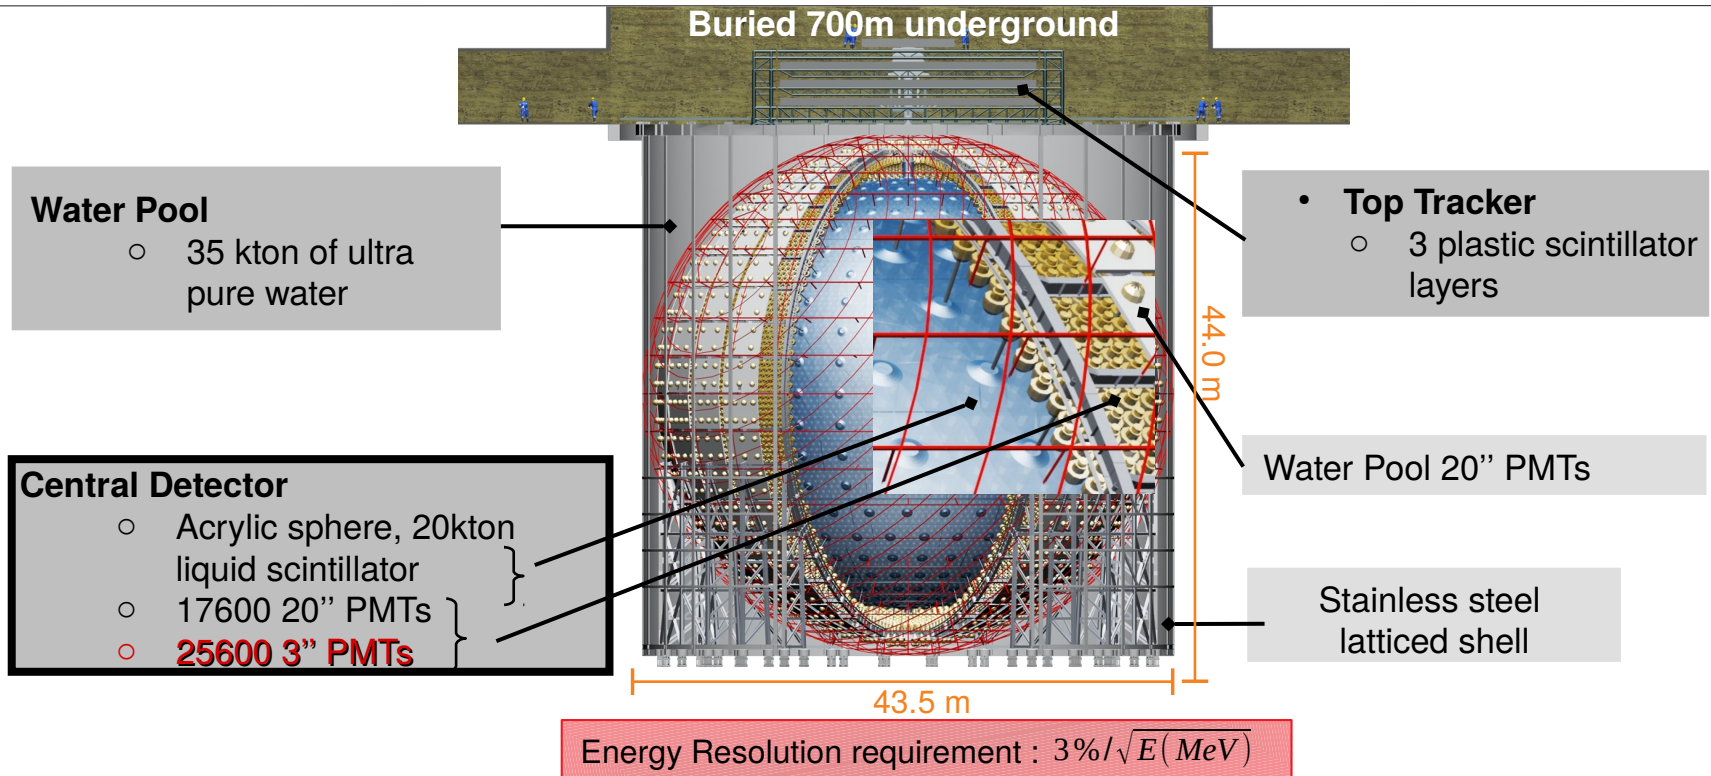 Buried 700m underground
Water Pool
○ 35 kton of ultra
pure water
• Top Tracker
○ 3 plastic scintillator
layers
44.0 m
Water Pool 20’’ PMTs
Central Detector
○ Acrylic sphere, 20kton
liquid scintillator
○ 17600 20’’ PMTs
○ 25600 3’’ PMTs
Stainless steel
latticed shell
43.5 m
Energy Resolution requirement : 3%/√E(MeV)